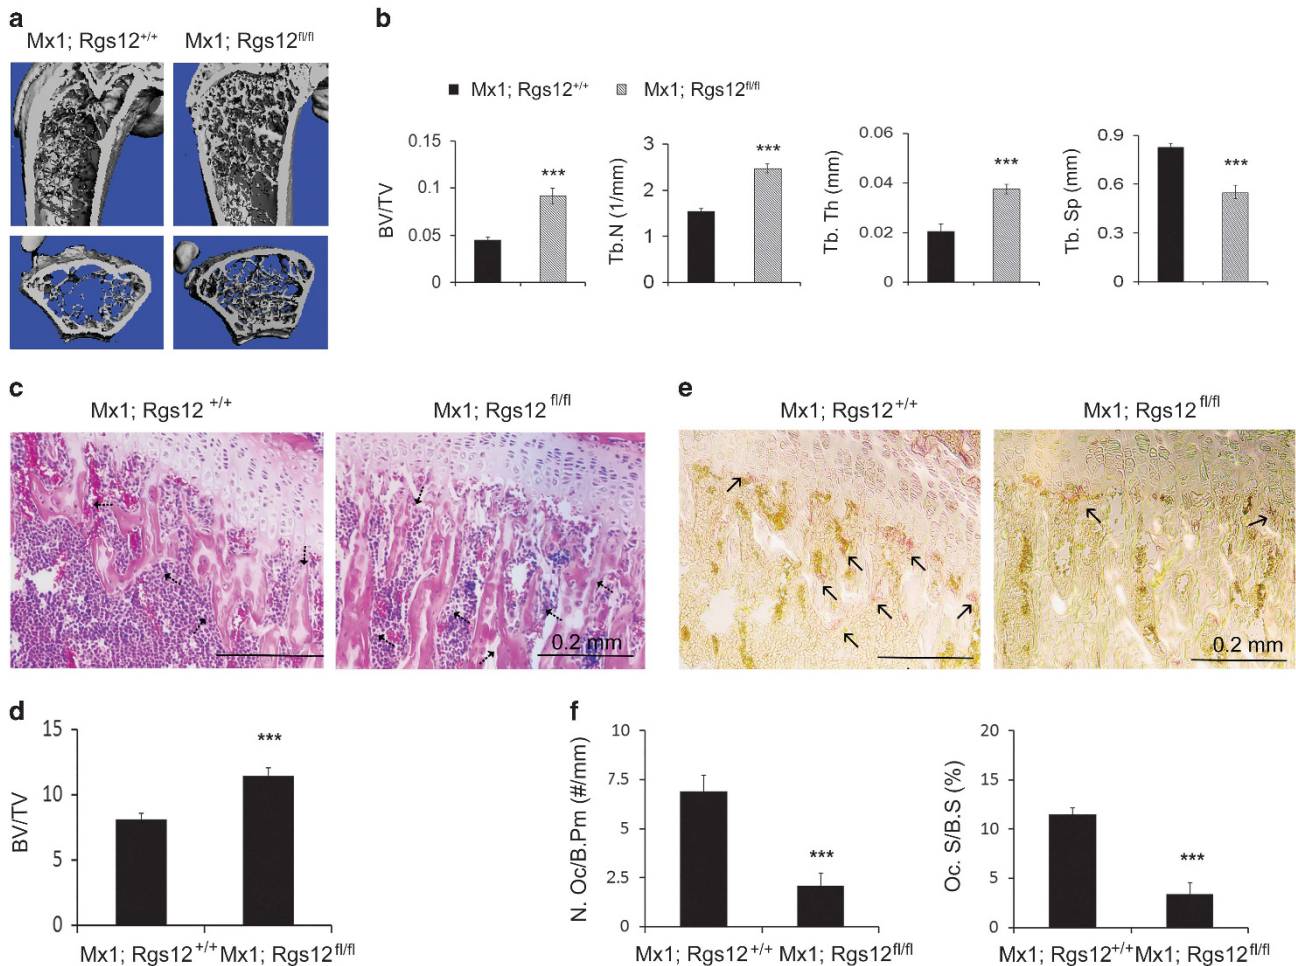 a
Mx1; Rgs12+/+ Mx1; Rgs12fl/fl
b
Mx1; Rgs12+/+ Mx1; Rgs12fl/fl
BV/TV
0.15
0.1
0.05
0
***
Tb.N (1/mm)
3
2
1
0
***
Tb. Th (mm)
0.06
0.04
0.02
0
***
Tb. Sp (mm)
0.9
0.6
0.3
0
***
c
Mx1; Rgs12 +/+ Mx1; Rgs12 fl/fl
0.2 mm
e
Mx1; Rgs12+/+ Mx1; Rgs12 fl/fl
0.2 mm
d
BV/TV
15
10
5
0
***
Mx1; Rgs12+/+ Mx1; Rgs12fl/fl
f
N. Oc/B.Pm (#/mm)
10
7.5
5
2.5
0
***
Mx1; Rgs12+/+ Mx1; Rgs12fl/fl
Oc. S/B.S (%)
20
15
10
5
0
***
Mx1; Rgs12+/+ Mx1; Rgs12fl/fl